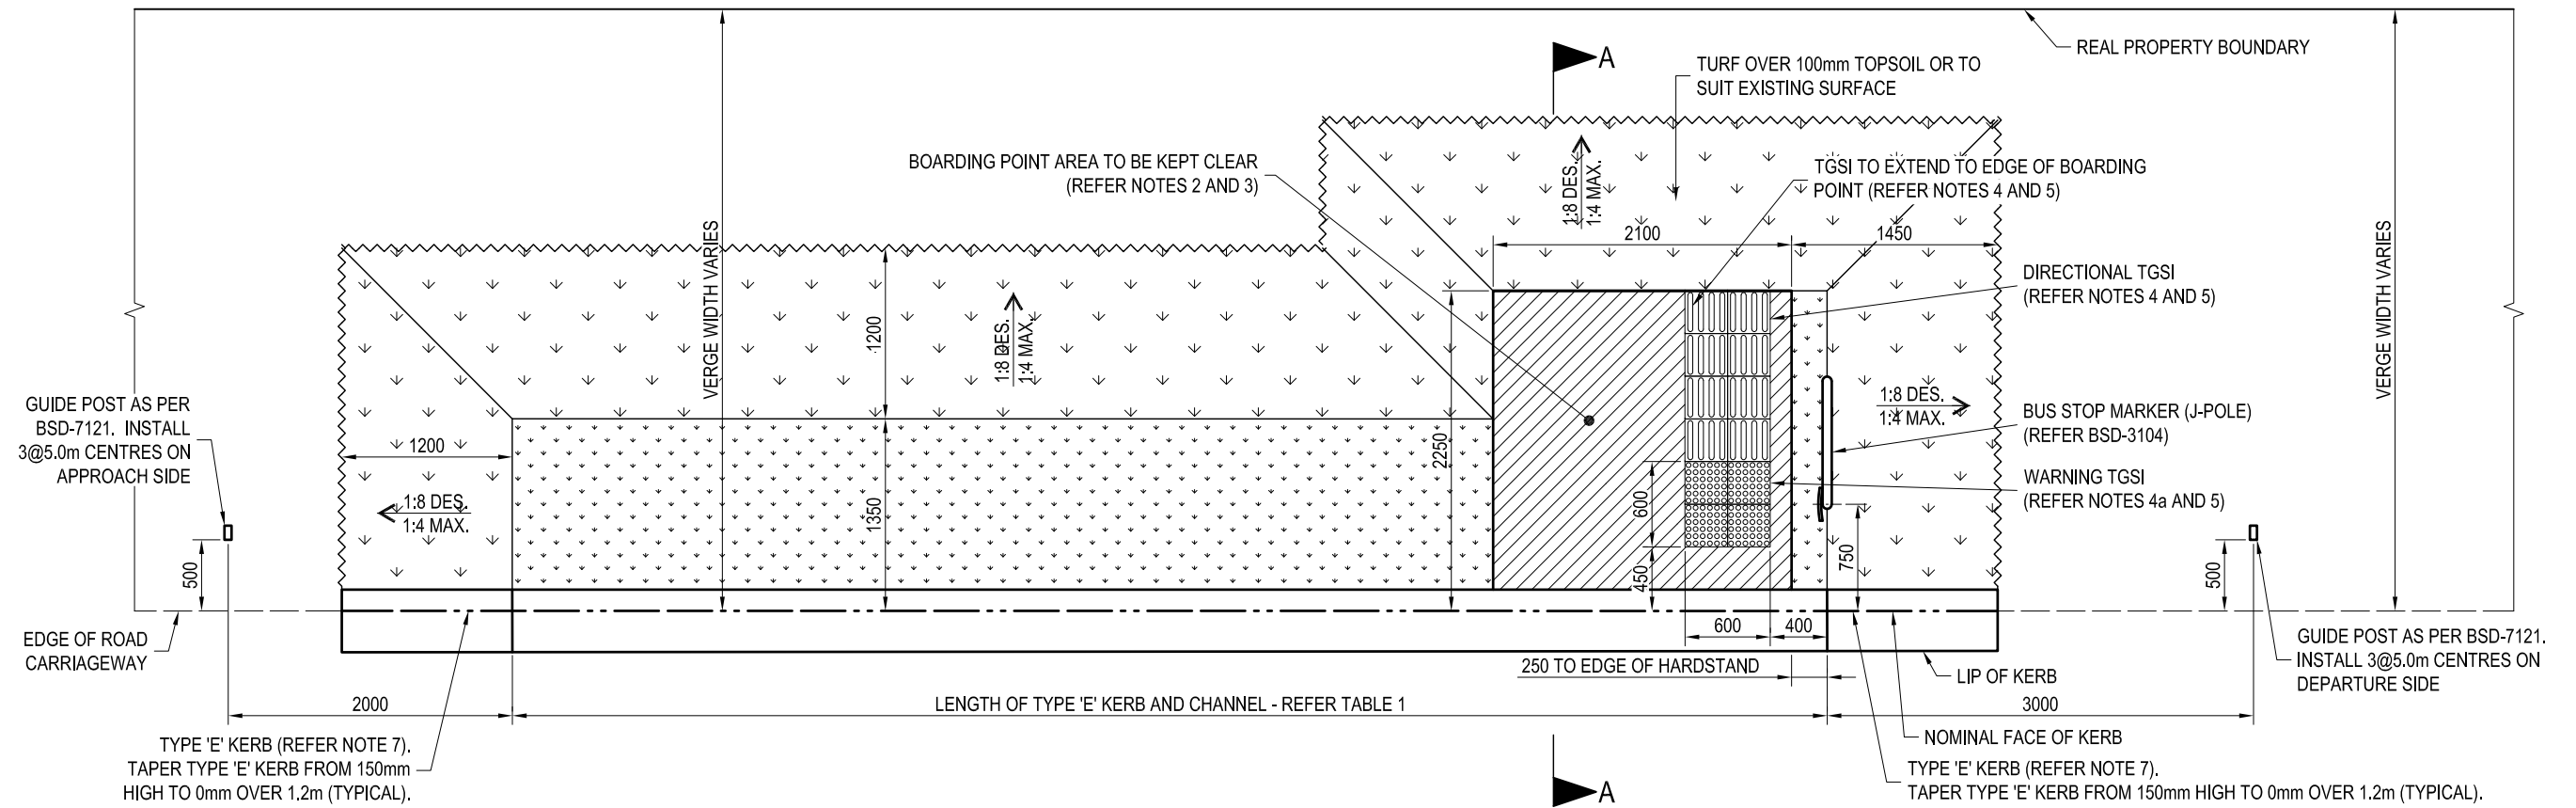 REAL PROPERTY BOUNDARY
A
TURF OVER 100mm TOPSOIL OR TO
SUIT EXISTING SURFACE
BOARDING POINT AREA TO BE KEPT CLEAR
(REFER NOTES 2 AND 3)
TGSI TO EXTEND TO EDGE OF BOARDING
POINT (REFER NOTES 4 AND 5)
1:8 DES.
1:4 MAX.
2100
1450
VERGE WIDTH VARIES
VERGE WIDTH VARIES
DIRECTIONAL TGSI
(REFER NOTES 4 AND 5)
1200
1:8 DES.
1:4 MAX.
GUIDE POST AS PER
BSD-7121. INSTALL
3@5.0m CENTRES ON
APPROACH SIDE
1200
1:8 DES.
1:4 MAX.
1:8 DES.
1:4 MAX.
BUS STOP MARKER (J-POLE)
(REFER BSD-3104)
2250
WARNING TGSI
(REFER NOTES 4a AND 5)
1350
600
750
450
500
500
EDGE OF ROAD
CARRIAGEWAY
600
400
GUIDE POST AS PER BSD-7121.
INSTALL 3@5.0m CENTRES ON
DEPARTURE SIDE
250 TO EDGE OF HARDSTAND
LIP OF KERB
2000
LENGTH OF TYPE 'E' KERB AND CHANNEL - REFER TABLE 1
3000
TYPE 'E' KERB (REFER NOTE 7).
TAPER TYPE 'E' KERB FROM 150mm
HIGH TO 0mm OVER 1.2m (TYPICAL).
NOMINAL FACE OF KERB
TYPE 'E' KERB (REFER NOTE 7).
TAPER TYPE 'E' KERB FROM 150mm HIGH TO 0mm OVER 1.2m (TYPICAL).
A